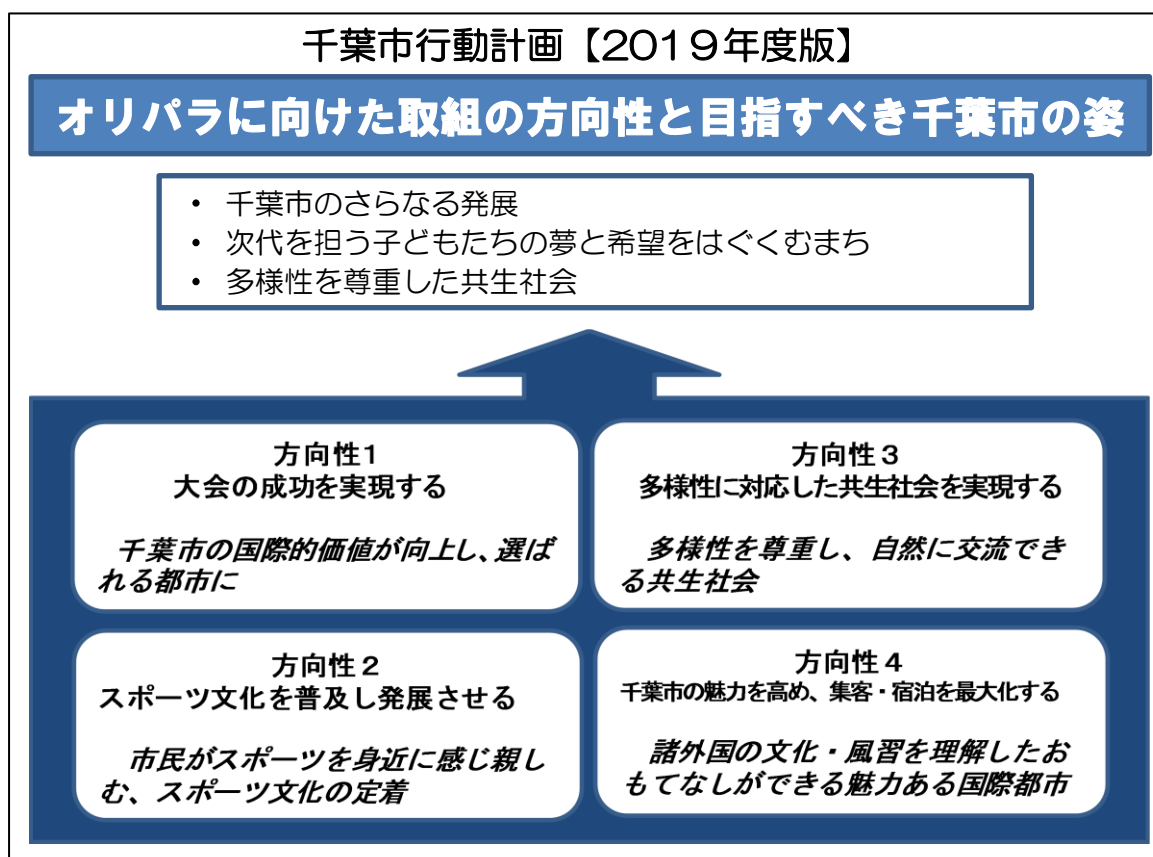 千葉市行動計画【2019年度版】
オリパラに向けた取組の方向性と目指すべき千葉市の姿
• 千葉市のさらなる発展
• 次代を担う子どもたちの夢と希望をはぐくむまち
• 多様性を尊重した共生社会
方向性1
大会の成功を実現する
千葉市の国際的価値が向上し、選ば
れる都市に
方向性2
スポーツ文化を普及し発展させる
市民がスポーツを身近に感じ親し
む、スポーツ文化の定着
方向性3
多様性に対応した共生社会を実現する
多様性を尊重し、自然に交流でき
る共生社会
方向性4
千葉市の魅力を高め、集客・宿泊を最大化する
諸外国の文化・風習を理解したお
もてなしができる魅力ある国際都市